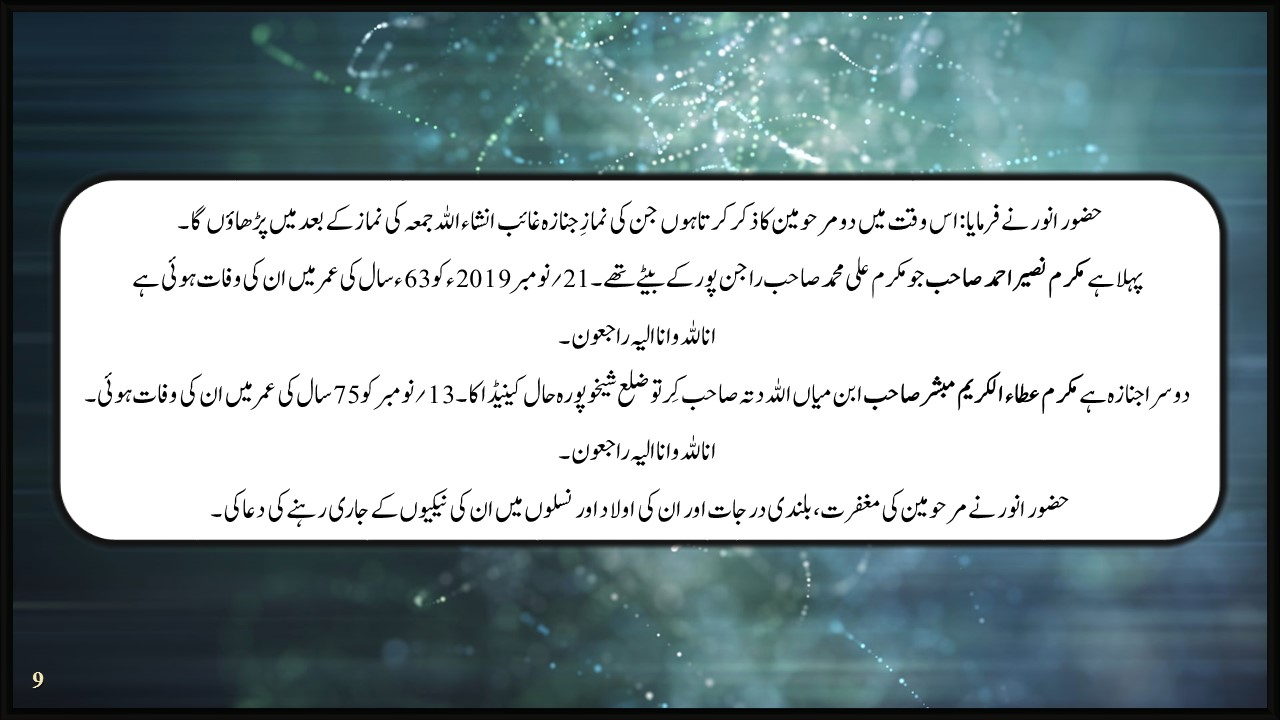 حضور انور نے فرمایا: اس وقت میں دو مرحومین کا ذکر کرتا ہوں جن کی نمازِ جنازہ غائب انشاء اللہ جمعہ کی نماز کے بعد میں پڑھاؤں گا۔
پہلا ہے مکرم نصیر احمد صاحب جو مکرم علی محمد صاحب راجن پور کے بیٹے تھے۔ 21؍نومبر 2019ء کو 63ء سال کی عمر میں ان کی وفات ہوئی ہے
اناللہ وانا الیہ راجعون۔
دوسرا جنازہ ہے مکرم عطاء الکریم مبشر صاحب ابن میاں اللہ دتہ صاحب کِرتو ضلع شیخوپورہ حال کینیڈا کا۔ 13؍نومبر کو 75 سال کی عمر میں ان کی وفات ہوئی۔
اناللہ وانا الیہ راجعون۔
حضور انور نے مرحومین کی مغفرت، بلندی درجات اور ان کی اولاد اور نسلوں میں ان کی نیکیوں کے جاری رہنے کی دعا کی۔
9